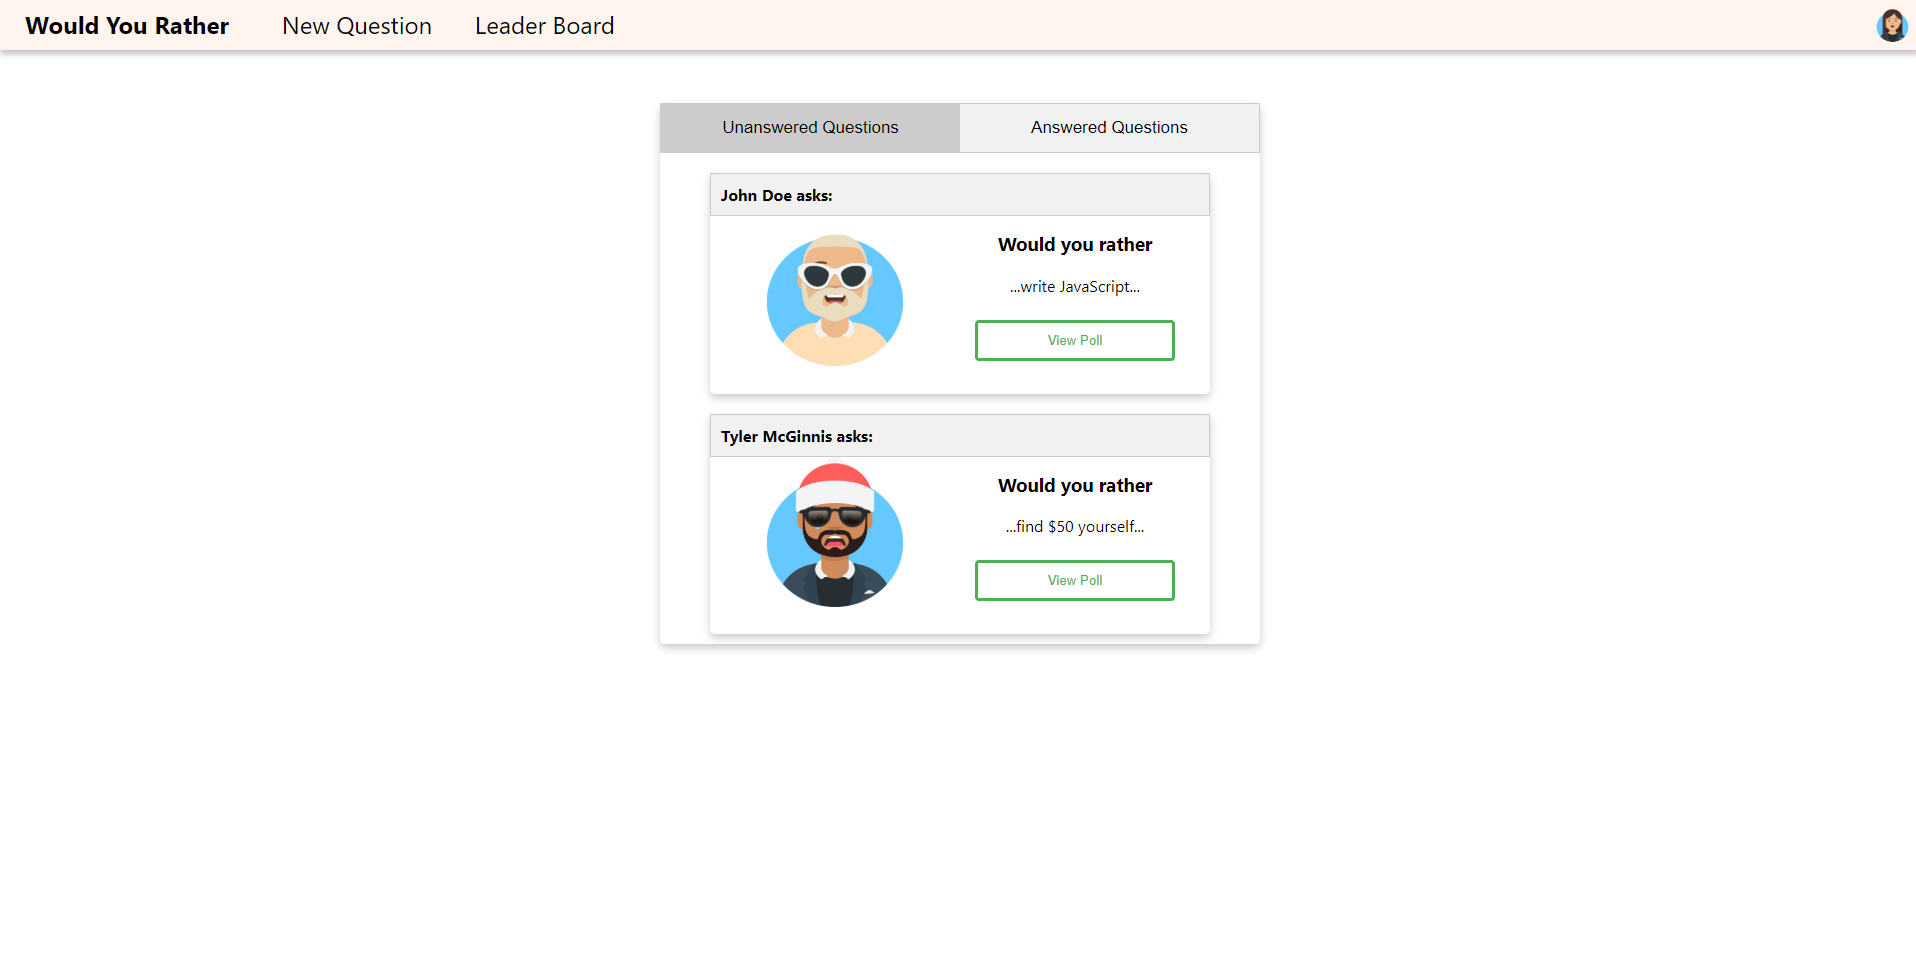 Would You Rather New Question Leader Board
Unanswered Questions Answered Questions
John Doe asks:
Would you rather
...write JavaScript...
View Poll
Tyler McGinnis asks:
Would you rather
...find $50 yourself...
View Poll